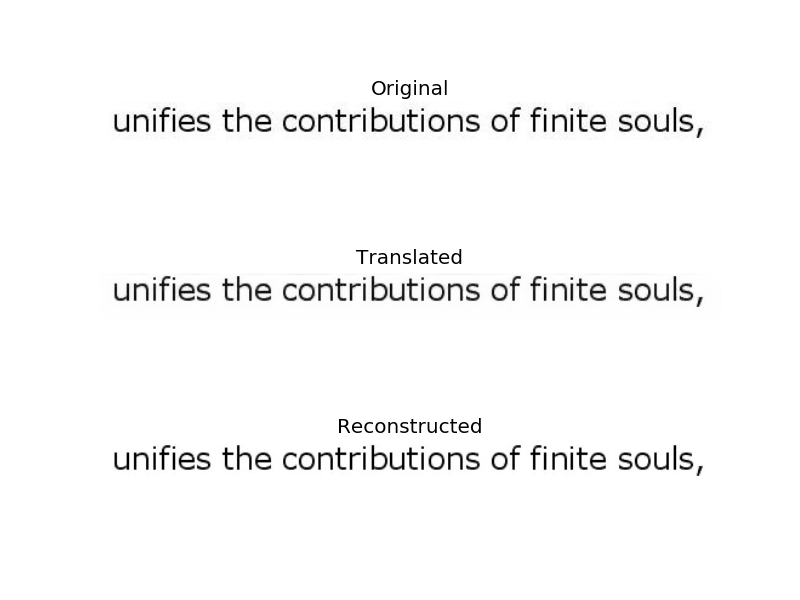 Original
unifies the contributions of finite souls,
Translated
unifies the contributions of finite souls,
Reconstructed
unifies the contributions of finite souls,